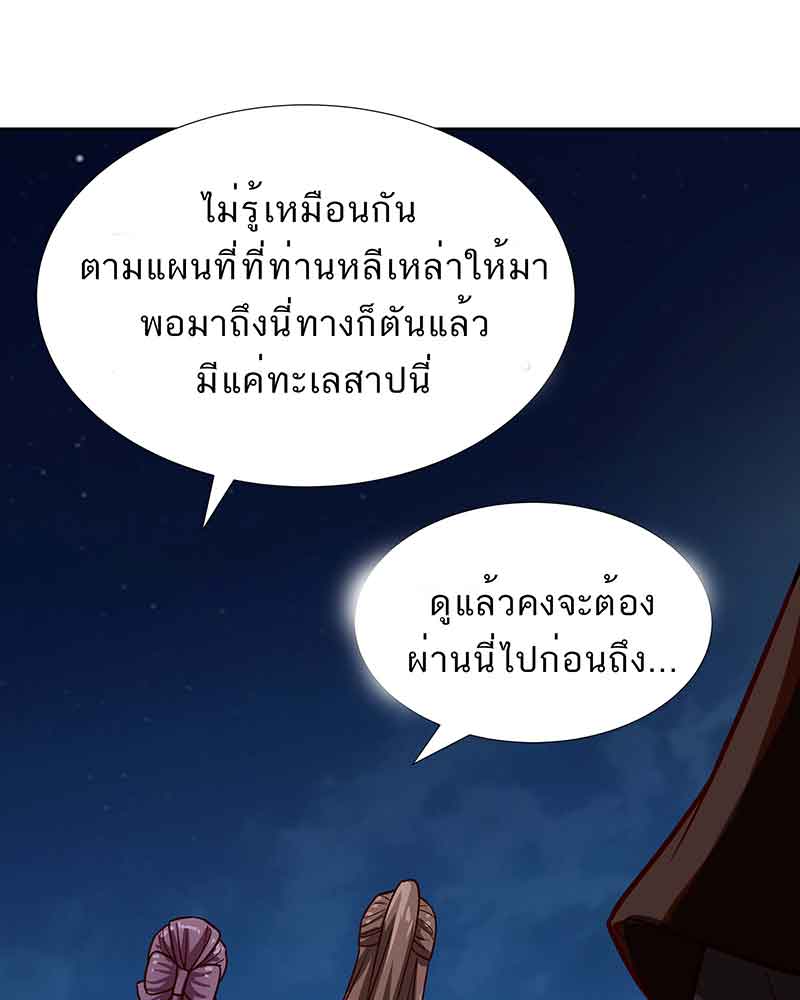 ไม่รู้เหมือนกัน
ตามแผนที่ที่ท่านหลีเหล่าให้มา
พอมาถึงนี่ทางก็ตันแล้ว
มีแค่ทะเลสาปนี่
ดูแล้วคงจะต้อง
ผ่านนี่ไปก่อนถึง...